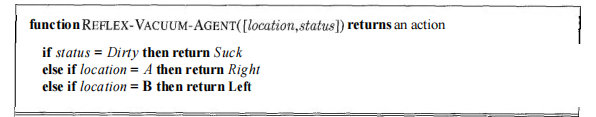 function REFLEX-VACUUM-AGENT([location,status]) returns an action
if status = Dirty then return Suck
else if location = A then return Right
else if location = B then return Left